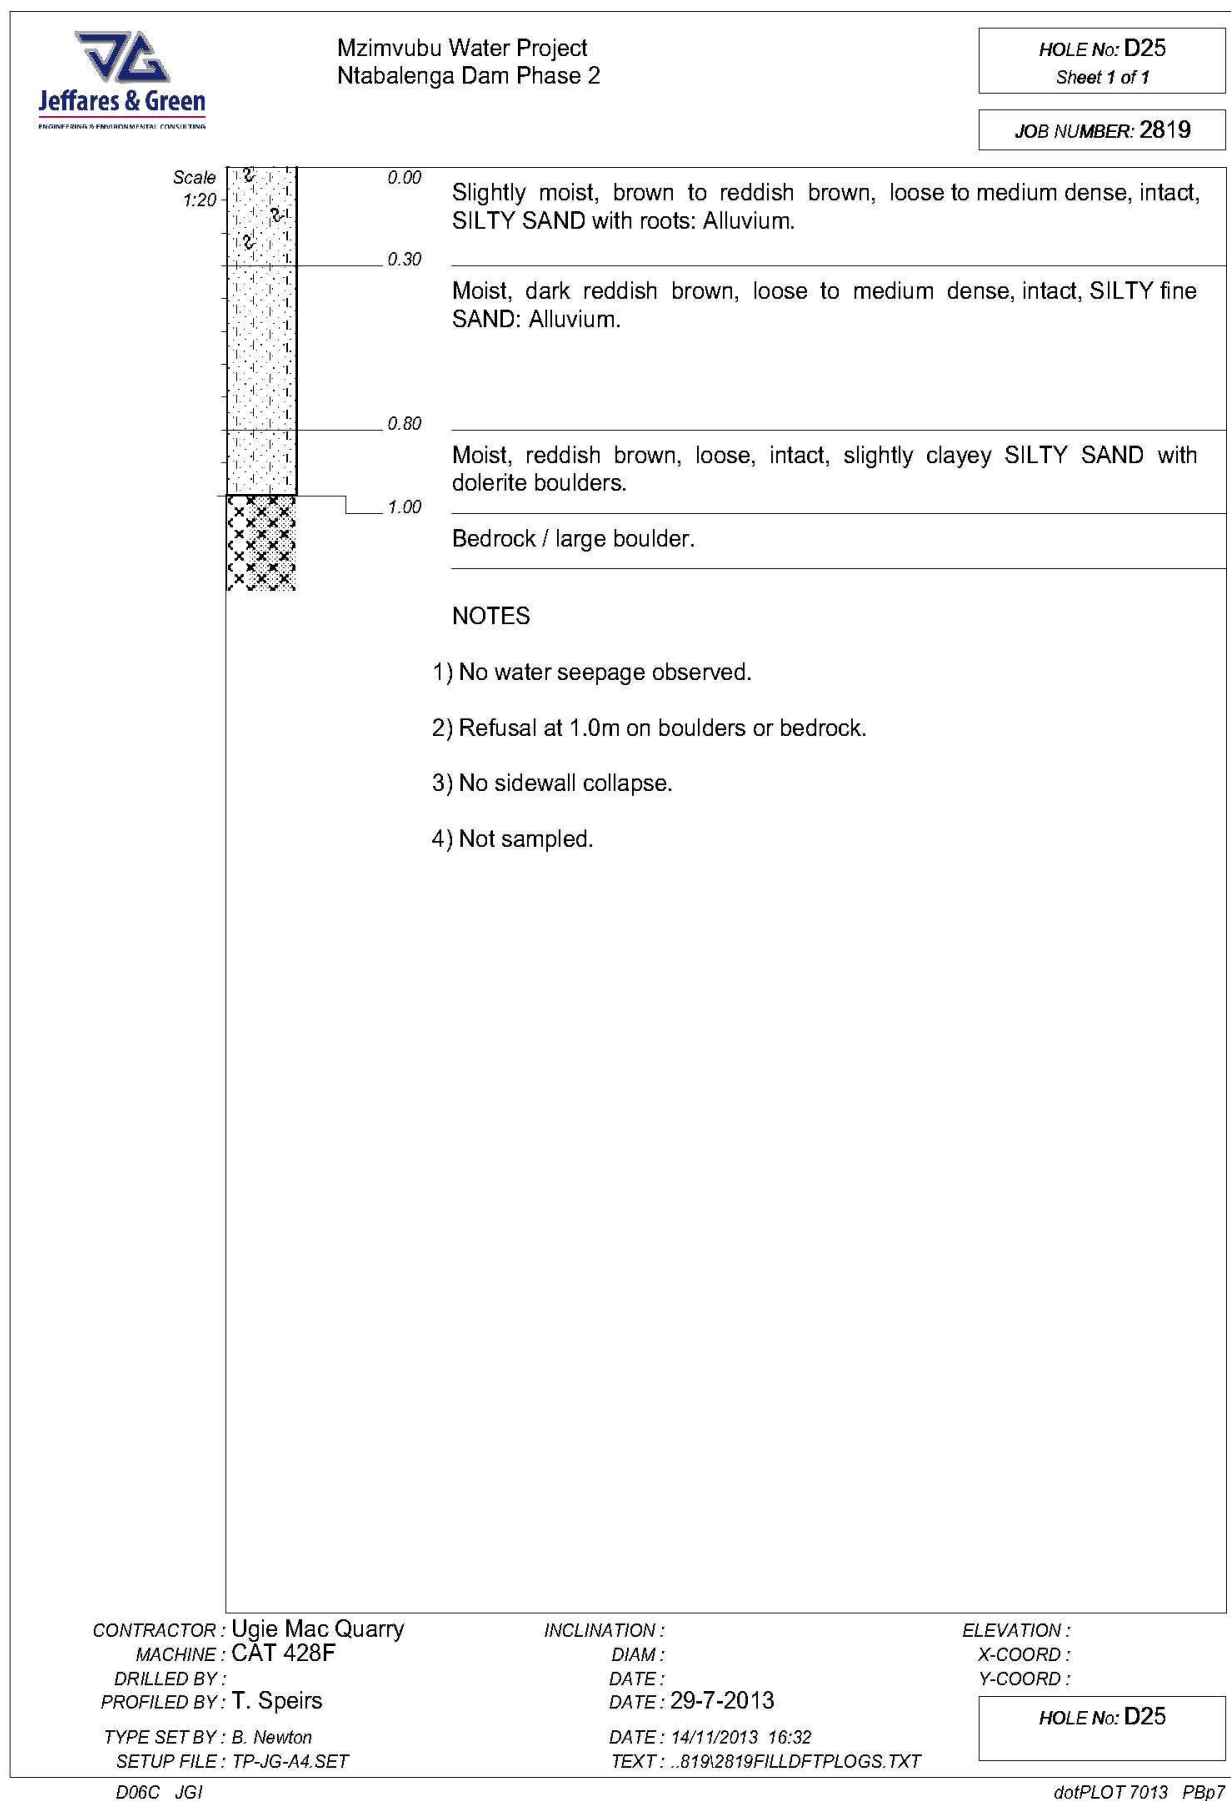 Jeffares & Green
ENGINEERING & ENVIRONMENTAL CONSULTING
Mzimvubu Water Project
Ntabalenga Dam Phase 2
HOLE No: D25
Sheet 1 of 1
JOB NUMBER: 2819
Scale
1:20
0.00
Slightly moist, brown to reddish brown, loose to medium dense, intact,
SILTY SAND with roots: Alluvium.
0.30
Moist, dark reddish brown, loose to medium dense, intact, SILTY fine
SAND: Alluvium.
0.80
Moist, reddish brown, loose, intact, slightly clayey SILTY SAND with
dolerite boulders.
1.00
Bedrock / large boulder.
NOTES
1) No water seepage observed.
2) Refusal at 1.0m on boulders or bedrock.
3) No sidewall collapse.
4) Not sampled.
CONTRACTOR : Ugie Mac Quarry
MACHINE : CAT 428F
DRILLED BY :
PROFILED BY : T. Speirs
TYPE SET BY : B. Newton
SETUP FILE : TP-JG-A4.SET
INCLINATION :
DIAM :
DATE :
DATE : 29-7-2013
DATE : 14/11/2013 16:32
TEXT : ..819\2819FILLDFTPLOGS.TXT
ELEVATION :
X-COORD :
Y-COORD :
HOLE No: D25
D06C JGI
dotPLOT 7013 PBp7